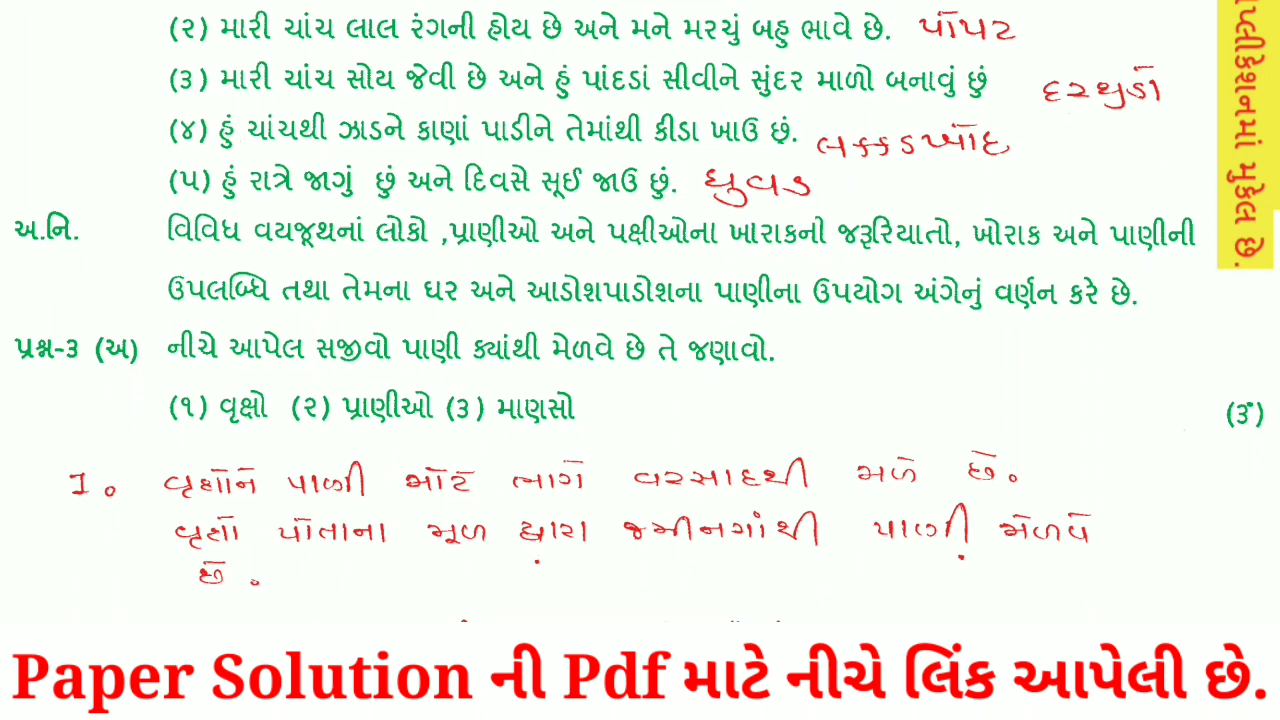 (૨) મારી ચાંચ લાલ રંગની હોય છે અને મને મરચું બહુ ભાવે છે. પોપટ
(૩) મારી ચાંચ સોય જેવી છે અને હું પાંદડાં સીવીને સુંદર માળો બનાવું છું દરજીડો
(૪) હું ચાંચથી ઝાડને કાણાં પાડીને તેમાંથી કીડા ખાઉ છું. લક્કડખોદ
(૫) હું રાત્રે જાગું છું અને દિવસે સૂઈ જાઉ છું. ઘુવડ
અ.નિ. વિવિધ વયજૂથનાં લોકો ,પ્રાણીઓ અને પક્ષીઓના ખારાકની જરૂરિયાતો, ખોરાક અને પાણીની
ઉપલબ્ધિ તથા તેમના ઘર અને આડોશપાડોશના પાણીના ઉપયોગ અંગેનું વર્ણન કરે છે.
પ્રશ્ન-૩ (અ) નીચે આપેલ સજીવો પાણી ક્યાંથી મેળવે છે તે જણાવો.
(૧) વૃક્ષો (૨) પ્રાણીઓ (૩) માણસો (૩)
1. વૃક્ષોને પાણી મોટે ભાગે વરસાદથી મળે છે.
વૃક્ષો પોતાના મૂળ દ્વારા જમીનમાંથી પાણી મેળવે
છે.
Paper Solution ની Pdf માટે નીચે લિંક આપેલી છે.
પ્લીકેશનમાં મુકેલ છે.